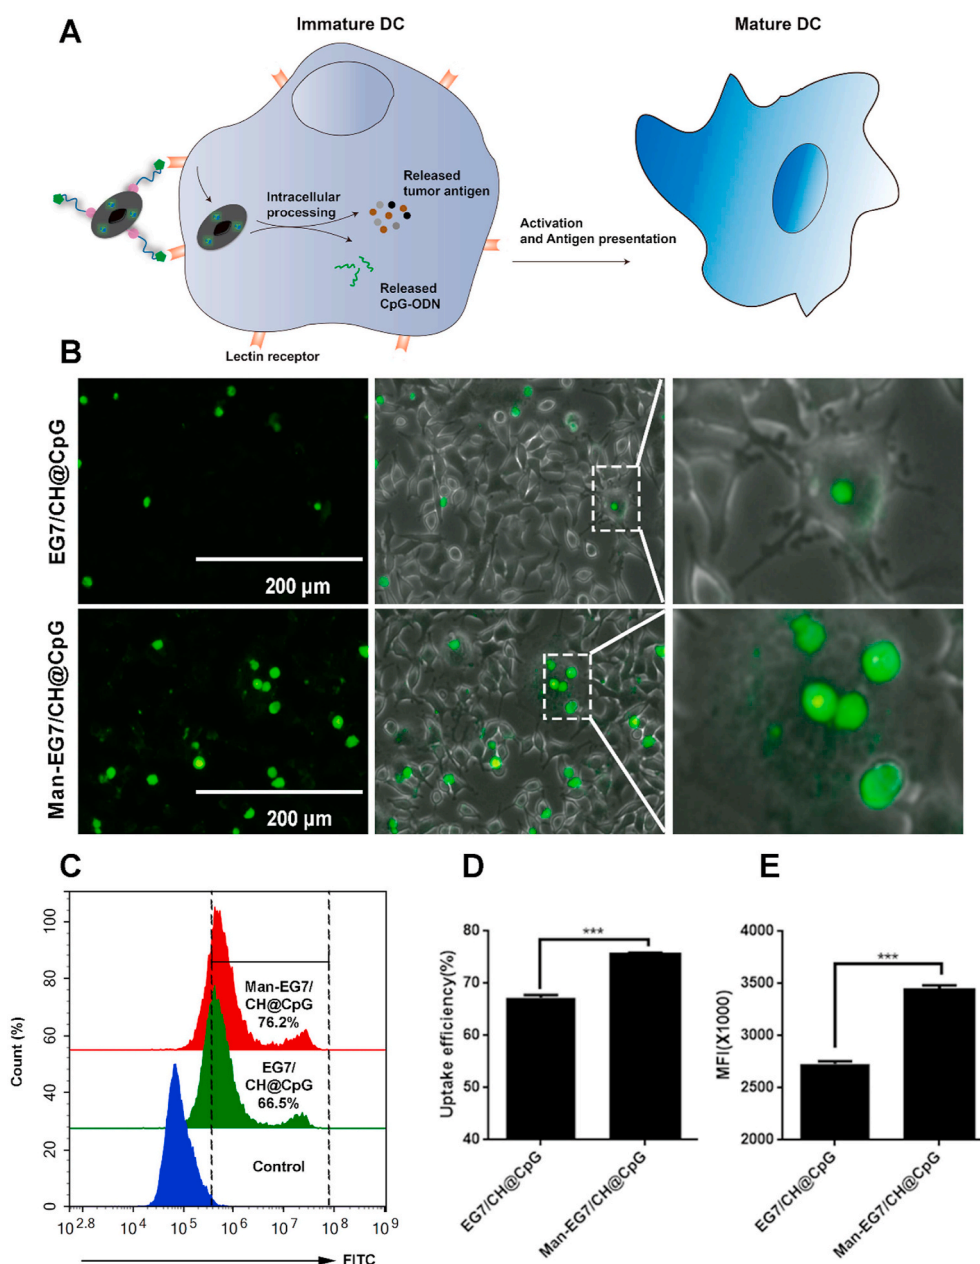 A
Immature DC
Mature DC
Intracellular
processing
Released
tumor antigen
Released
CpG-ODN
Activation
and Antigen presentation
Lectin receptor
B
EG7/CH@CpG
200 μm
Man-EG7/CH@CpG
200 μm
C
Count (%)
100
80
60
40
20
0
Man-EG7/
CH@CpG
76.2%
EG7/
CH@CpG
66.5%
Control
10^2.8
10^4
10^5
10^6
10^7
10^8
10^9
FITC
D
Uptake efficiency(%)
80
70
60
50
40
***
EG7/CH@CpG
Man-EG7/CH@CpG
E
MFI(X1000)
4000
3500
3000
2500
2000
***
EG7/CH@CpG
Man-EG7/CH@CpG